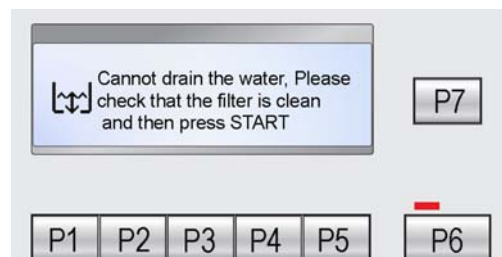 Cannot drain the water, Please
check that the filter is clean
and then press START
P7
P1 P2 P3 P4 P5 P6